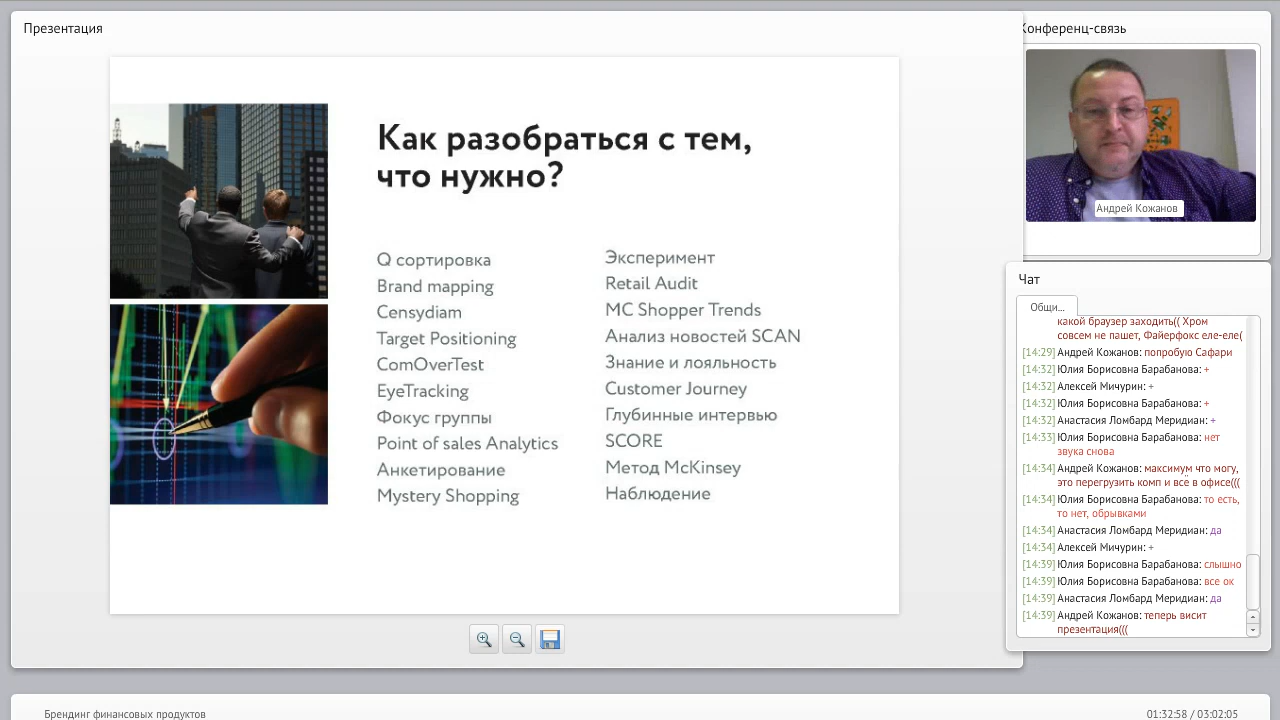 Презентация
Как разобраться с тем,
что нужно?
Q сортировка
Brand mapping
Censydiam
Target Positioning
ComOverTest
EyeTracking
Фокус группы
Point of sales Analytics
Анкетирование
Mystery Shopping
Эксперимент
Retail Audit
MC Shopper Trends
Анализ новостей SCAN
Знание и лояльность
Customer Journey
Глубинные интервью
SCORE
Метод McKinsey
Наблюдение
Конференц-связь
Андрей Кожанов
Чат
Общи...
какой браузер заходить(( Хром
совсем не пашет, Файерфокс еле-еле(
[14:29] Андрей Кожанов: попробую Сафари
[14:32] Юлия Борисовна Барабанова: +
[14:32] Алексей Мичурин: +
[14:32] Юлия Борисовна Барабанова: +
[14:32] Анастасия Ломбард Меридиан: +
[14:33] Юлия Борисовна Барабанова: нет
звука снова
[14:34] Андрей Кожанов: максимум что могу,
это перегрузить комп и всё в офисе(((
[14:34] Юлия Борисовна Барабанова: то есть,
то нет, обрывками
[14:34] Анастасия Ломбард Меридиан: да
[14:34] Алексей Мичурин: +
[14:39] Юлия Борисовна Барабанова: слышно
[14:39] Юлия Борисовна Барабанова: все ок
[14:39] Анастасия Ломбард Меридиан: да
[14:39] Андрей Кожанов: теперь висит
презентация(((
Брендинг финансовых продуктов
01:32:58 / 03:02:05